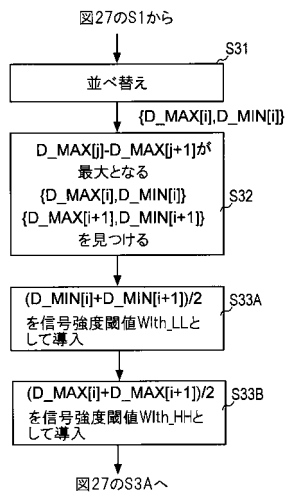 図27のS1から
S31
並べ替え
{D_MAX[i],D_MIN[i]}
D_MAX[j]-D_MAX[j+1]が
最大となる
{D_MAX[i],D_MIN[i]}
{D_MAX[i+1],D_MIN[i+1]}
を見つける
S32
(D_MIN[i]+D_MIN[i+1])/2
を信号強度閾値WIth_LLと
して導入
S33A
(D_MAX[i]+D_MAX[i+1])/2
を信号強度閾値WIth_HHと
して導入
S33B
図27のS3Aへ